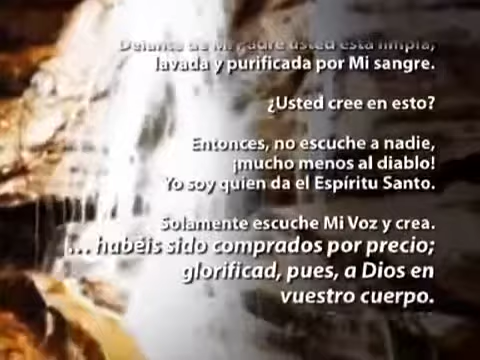 Delante de Mi Padre usted está limpia,
lavada y purificada por Mi sangre.
¿Usted cree en esto?
Entonces, no escuche a nadie,
¡mucho menos al diablo!
Yo soy quien da el Espíritu Santo.
Solamente escuche Mi Voz y crea.
... habéis sido comprados por precio;
glorificad, pues, a Dios en
vuestro cuerpo.